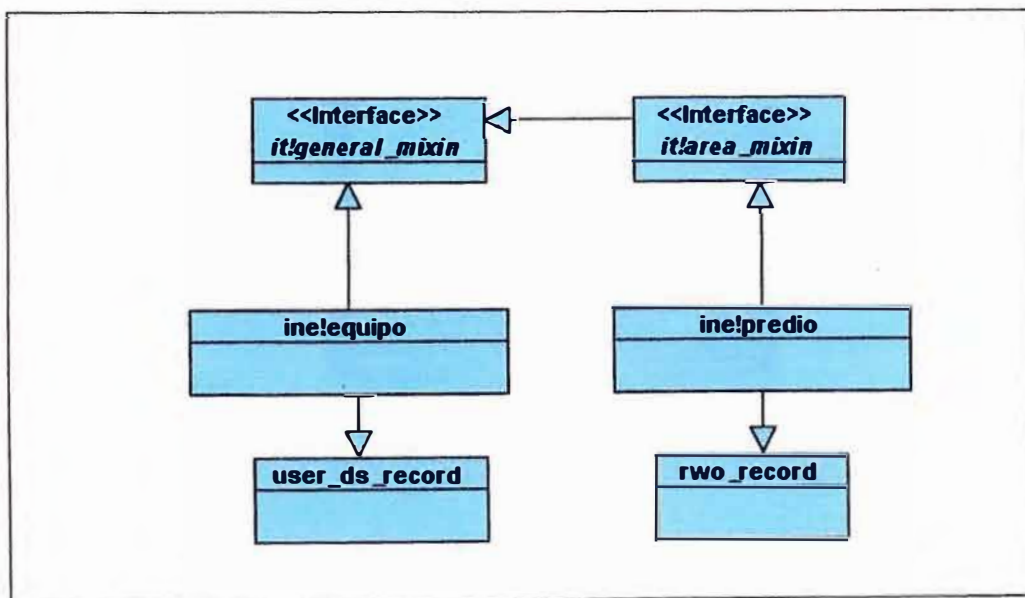 <<Interface>>
it!general_mixin
<<Interface>>
it!area_mixin
ine!equipo
ine!predio
user_ds_record
rwo_record